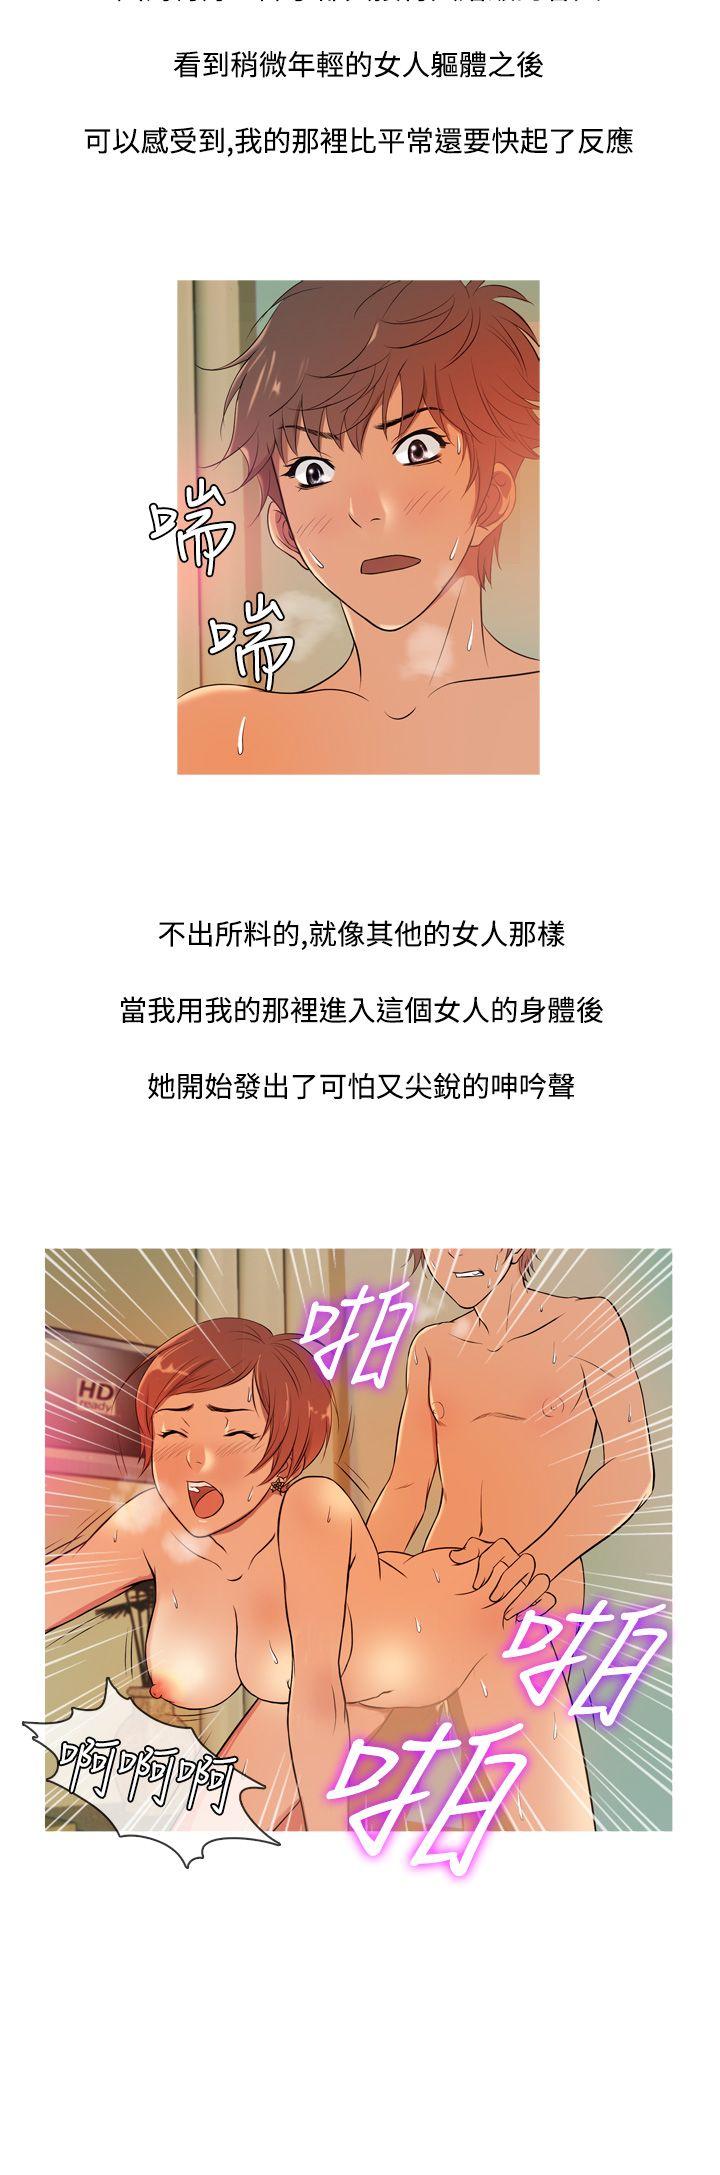 看到稍微年輕的女人軀體之後
可以感受到,我的那裡比平常還要快起了反應
喘
喘
不出所料的,就像其他的女人那樣
當我用我的那裡進入這個女人的身體後
她開始發出了可怕又尖銳的呻吟聲
啪
HD
ready
啪
啪
啊啊啊